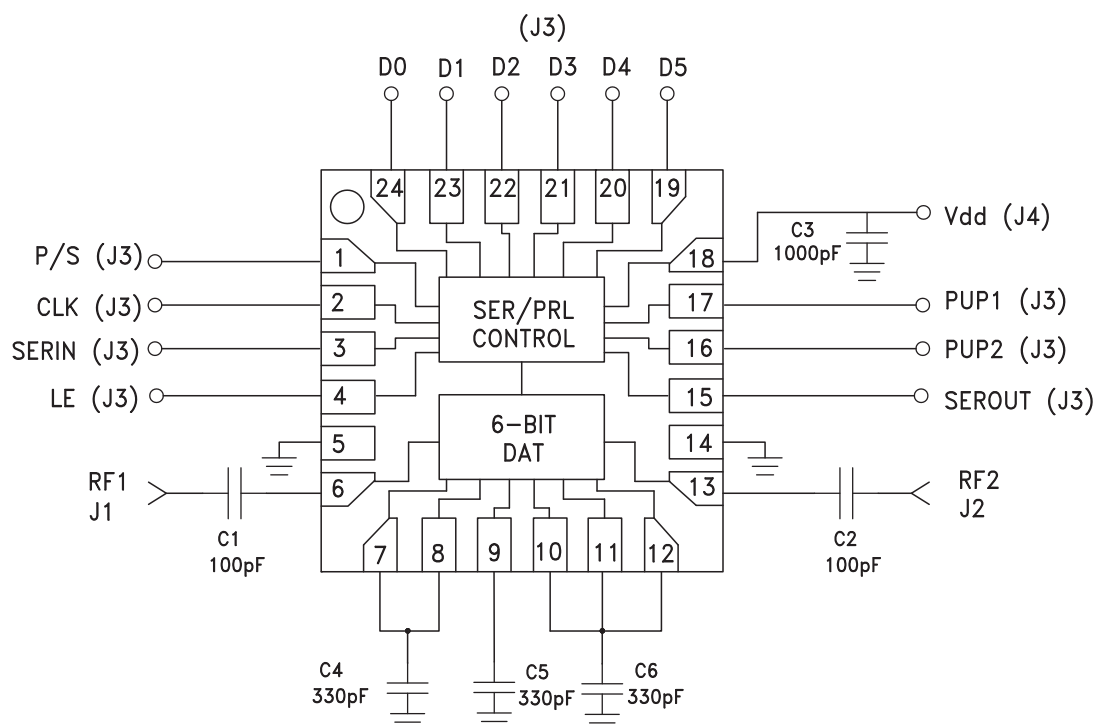 (J3)
D0 D1 D2 D3 D4 D5
24 23 22 21 20 19
P/S (J3) 1 18 C3 1000pF Vdd (J4)
CLK (J3) 2 17 PUP1 (J3)
SER/PRL
CONTROL
SERIN (J3) 3 16 PUP2 (J3)
LE (J3) 4 15 SEROUT (J3)
6-BIT
DAT
5 14
RF1
J1
6 13
RF2
J2
C1
100pF
C2
100pF
7 8 9 10 11 12
C4
330pF
C5
330pF
C6
330pF